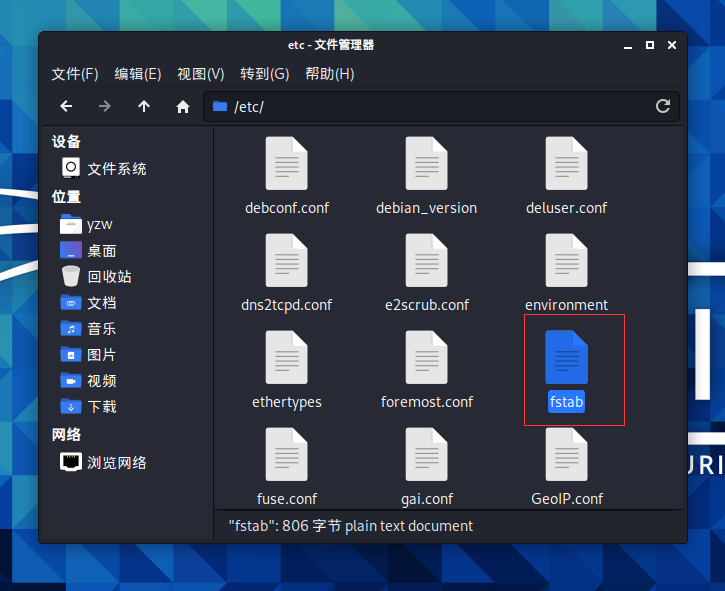 etc - 文件管理器
文件(F) 编辑(E) 视图(V) 转到(G) 帮助(H)
/etc/
设备
文件系统
位置
yzw
桌面
回收站
文档
音乐
图片
视频
下载
网络
浏览网络
debconf.conf debian_version deluser.conf
dns2tcpd.conf e2scrub.conf environment
ethertypes foremost.conf fstab
fuse.conf gai.conf GeoIP.conf
"fstab": 806 字节 plain text document